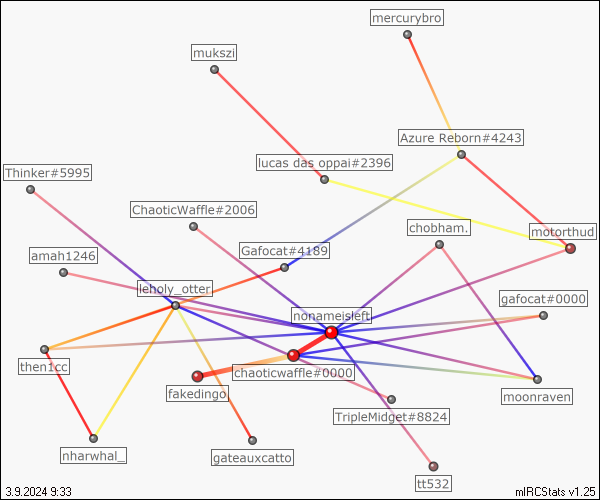 mercurybro
mukszi
Azure Reborn#4243
lucas das oppai#2396
Thinker#5995
ChaoticWaffle#2006
chobham.
motorthud
Gafocat#4189
amah1246
leholy_otter
gafocat#0000
nonameisleft
then1cc
chaoticwaffle#0000
fakedingo
moonraven
TripleMidget#8824
nharwhal_
gateauxcatto
tt532
3.9.2024 9:33
mIRCStats v1.25